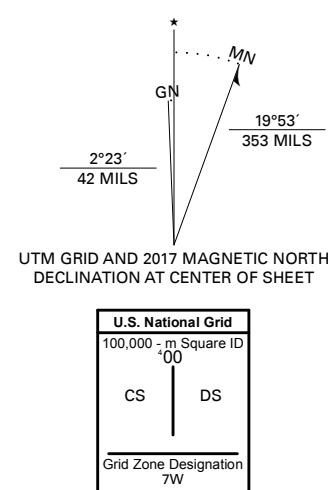 ★
MN
GN
19°53´
353 MILS
2°23´
42 MILS
UTM GRID AND 2017 MAGNETIC NORTH
DECLINATION AT CENTER OF SHEET
U.S. National Grid
100,000 - m Square ID
⁴00
CS DS
Grid Zone Designation
7W